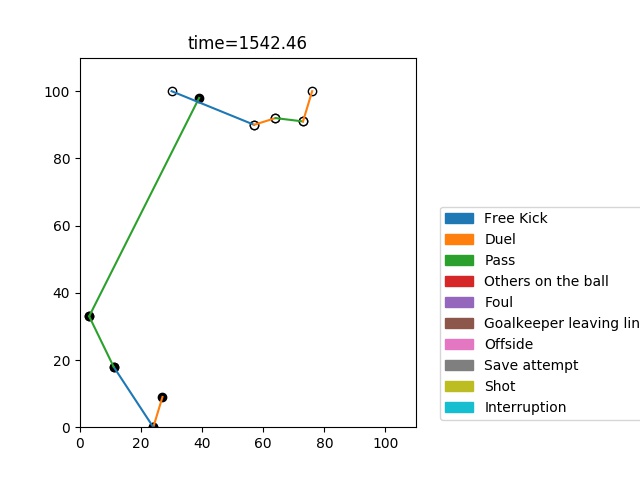 time=1542.46
100
80
60
40
20
0
0 20 40 60 80 100
Free Kick
Duel
Pass
Others on the ball
Foul
Goalkeeper leaving lin
Offside
Save attempt
Shot
Interruption